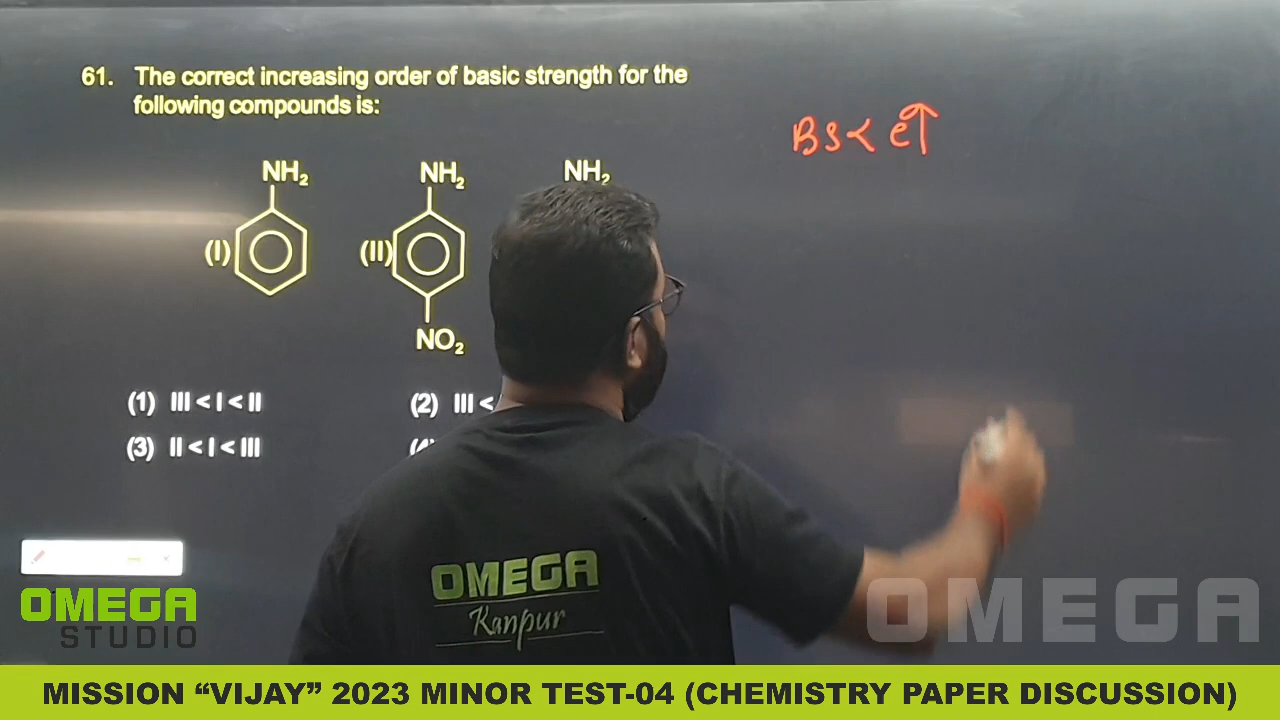 61. The correct increasing order of basic strength for the
following compounds is:
BS < e↑
NH₂ NH₂ NH₂
(I) (II)
NO₂
(1) III < I < II (2) III <
(3) II < I < III
OMEGA
Kanpur
OMEGA
STUDIO
OMEGA
MISSION “VIJAY” 2023 MINOR TEST-04 (CHEMISTRY PAPER DISCUSSION)